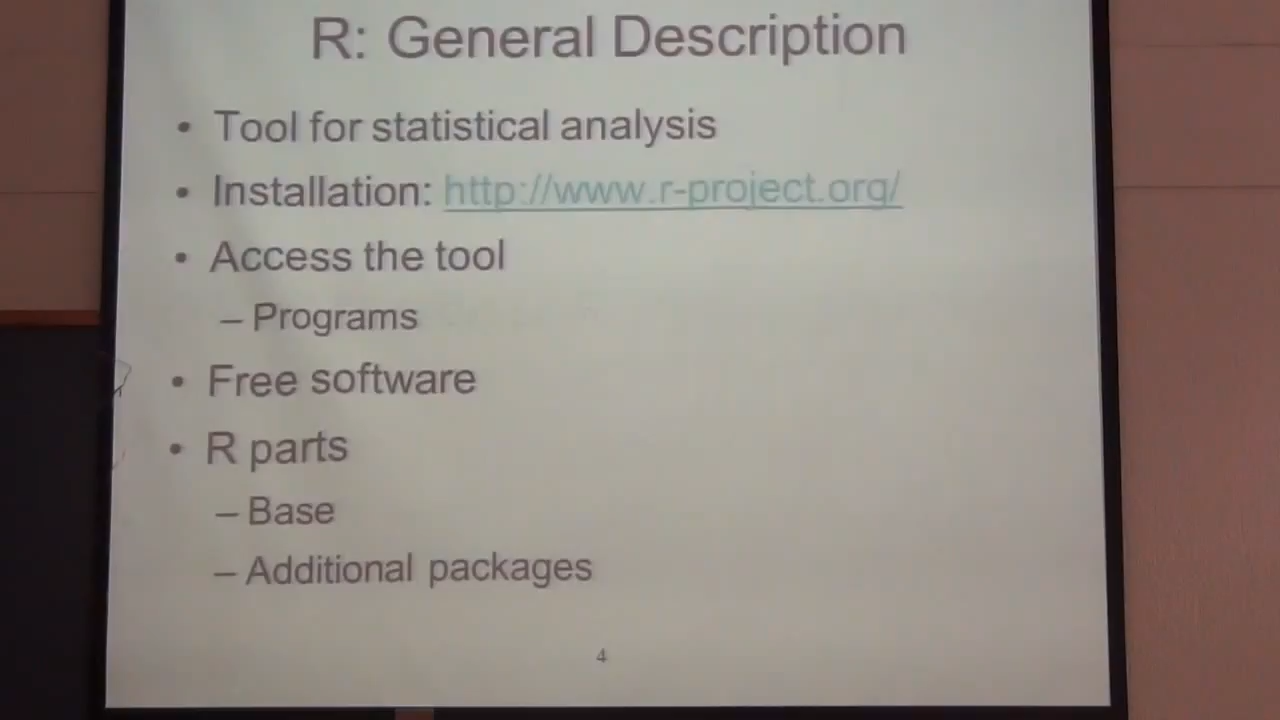 R: General Description
• Tool for statistical analysis
• Installation: http://www.r-project.org/
• Access the tool
– Programs
• Free software
• R parts
– Base
– Additional packages
4